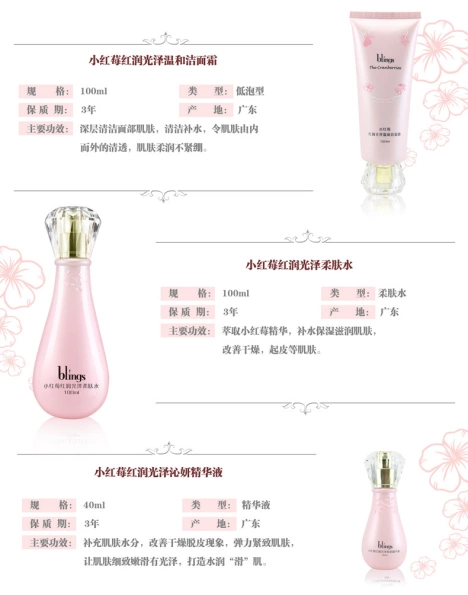 小红莓红润光泽温和洁面霜
规 格: 100ml 类 型: 低泡型
保 质 期: 3年 产 地: 广东
主要功效: 深层清洁面部肌肤，清洁补水，令肌肤由内
而外的清透，肌肤柔润不紧绷。
blings
the Cranberries
小红莓
100ml
小红莓红润光泽柔肤水
规 格: 100ml 类 型: 柔肤水
保 质 期: 3年 产 地: 广东
主要功效: 萃取小红莓精华，补水保湿滋润肌肤，
改善干燥，起皮等肌肤。
blings
小红莓红润光泽柔肤水
100ml
小红莓红润光泽沁妍精华液
规 格: 40ml 类 型: 精华液
保 质 期: 3年 产 地: 广东
主要功效: 补充肌肤水分，改善干燥脱皮现象，弹力紧致肌肤，
让肌肤细致嫩滑有光泽，打造水润“滑”肌。
blings